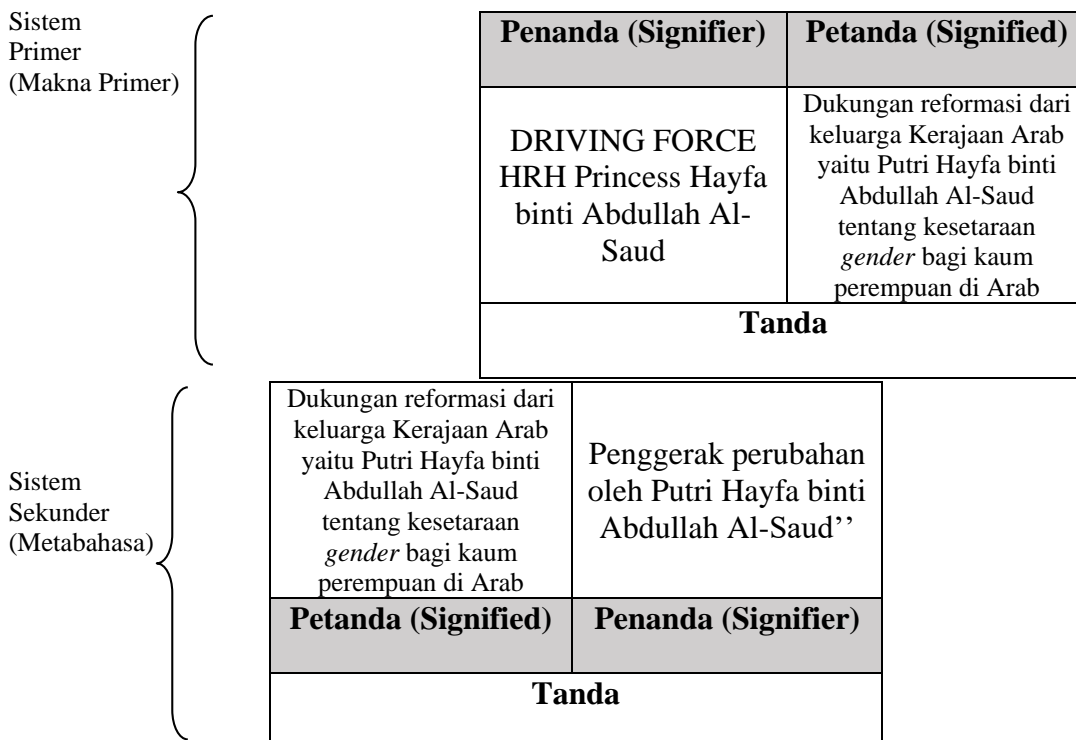 Sistem
Primer
(Makna Primer)
Penanda (Signifier)
Petanda (Signified)
DRIVING FORCE
HRH Princess Hayfa
binti Abdullah Al-
Saud
Dukungan reformasi dari
keluarga Kerajaan Arab
yaitu Putri Hayfa binti
Abdullah Al-Saud
tentang kesetaraan
gender bagi kaum
perempuan di Arab
Tanda
Sistem
Sekunder
(Metabahasa)
Dukungan reformasi dari
keluarga Kerajaan Arab
yaitu Putri Hayfa binti
Abdullah Al-Saud
tentang kesetaraan
gender bagi kaum
perempuan di Arab
Penggerak perubahan
oleh Putri Hayfa binti
Abdullah Al-Saud’’
Petanda (Signified)
Penanda (Signifier)
Tanda